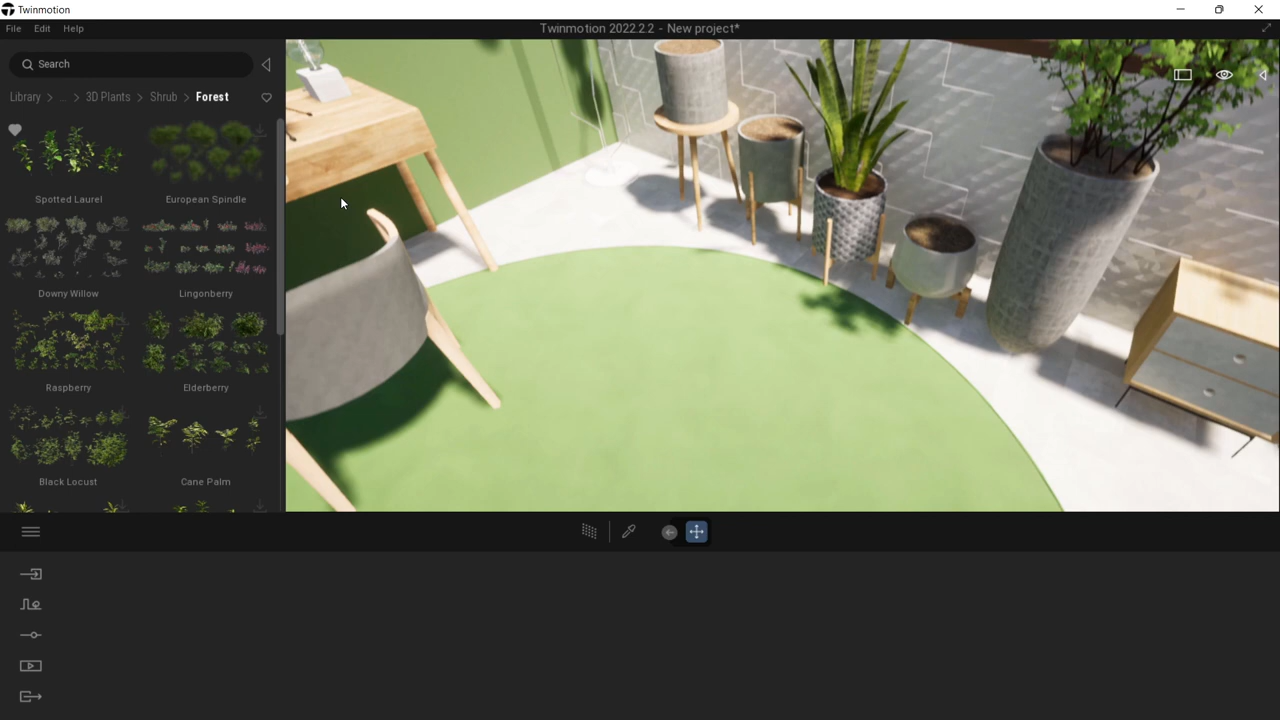 Twinmotion
File Edit Help
Twinmotion 2022.2.2 - New project*
Search
Library > ... > 3D Plants > Shrub > Forest
Spotted Laurel European Spindle
Downy Willow Lingonberry
Raspberry Elderberry
Black Locust Cane Palm